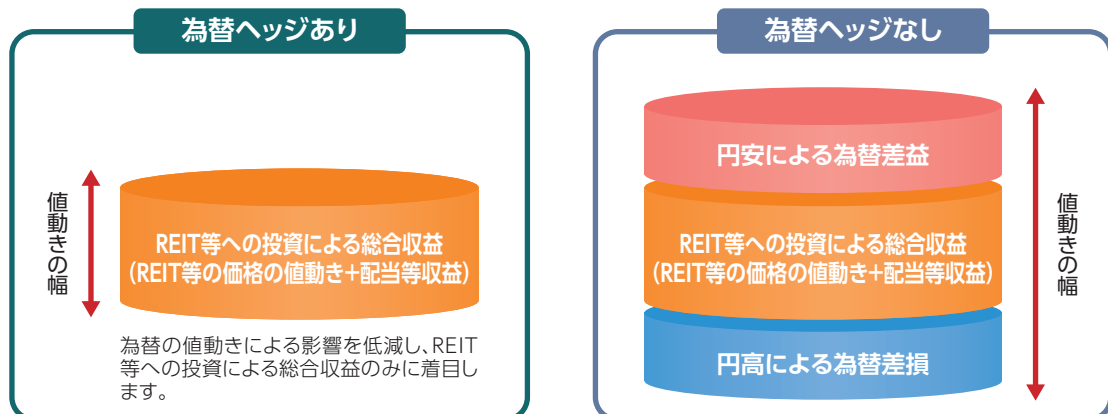 為替ヘッジあり
値動きの幅
REIT等への投資による総合収益
(REIT等の価格の値動き+配当等収益)
為替の値動きによる影響を低減し、REIT
等への投資による総合収益のみに着目し
ます。
為替ヘッジなし
円安による為替差益
REIT等への投資による総合収益
(REIT等の価格の値動き+配当等収益)
円高による為替差損
値動きの幅